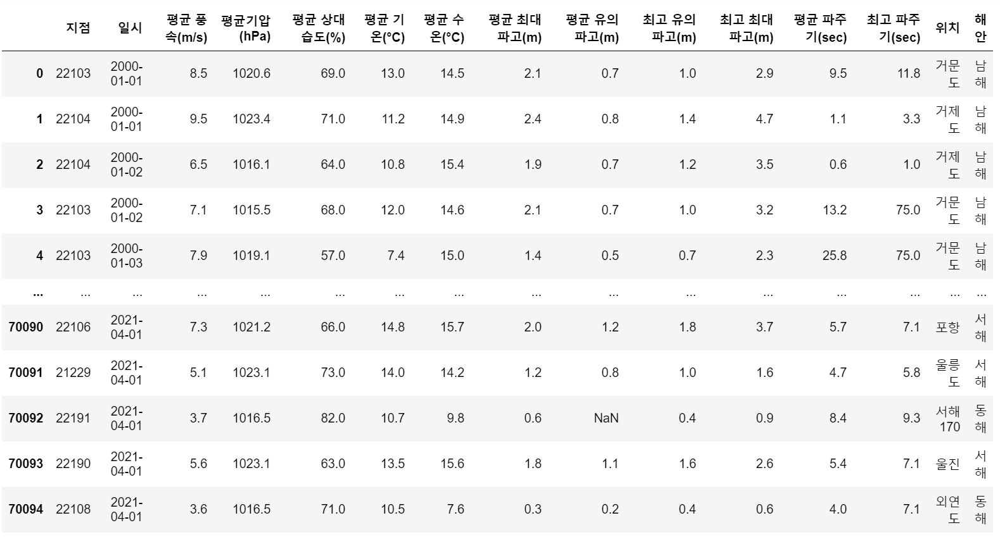 지점 일시 평균 풍속(m/s) 평균기압(hPa) 평균 상대습도(%) 평균 기온(°C) 평균 수온(°C) 평균 최대파고(m) 평균 유의파고(m) 최고 유의파고(m) 최고 최대파고(m) 평균 파주기(sec) 최고 파주기(sec) 위치 해안
0 22103 2000-01-01 8.5 1020.6 69.0 13.0 14.5 2.1 0.7 1.0 2.9 9.5 11.8 거문도 남해
1 22104 2000-01-01 9.5 1023.4 71.0 11.2 14.9 2.4 0.8 1.4 4.7 1.1 3.3 거제도 남해
2 22104 2000-01-02 6.5 1016.1 64.0 10.8 15.4 1.9 0.7 1.2 3.5 0.6 1.0 거제도 남해
3 22103 2000-01-02 7.1 1015.5 68.0 12.0 14.6 2.1 0.7 1.0 3.2 13.2 75.0 거문도 남해
4 22103 2000-01-03 7.9 1019.1 57.0 7.4 15.0 1.4 0.5 0.7 2.3 25.8 75.0 거문도 남해
... ... ... ... ... ... ... ... ... ... ... ... ... ... ... ...
70090 22106 2021-04-01 7.3 1021.2 66.0 14.8 15.7 2.0 1.2 1.8 3.7 5.7 7.1 포항 서해
70091 21229 2021-04-01 5.1 1023.1 73.0 14.0 14.2 1.2 0.8 1.0 1.6 4.7 5.8 울릉도 서해
70092 22191 2021-04-01 3.7 1016.5 82.0 10.7 9.8 0.6 NaN 0.4 0.9 8.4 9.3 서해170 동해
70093 22190 2021-04-01 5.6 1023.1 63.0 13.5 15.6 1.8 1.1 1.6 2.6 5.4 7.1 울진 서해
70094 22108 2021-04-01 3.6 1016.5 71.0 10.5 7.6 0.3 0.2 0.4 0.6 4.0 7.1 외연도 동해